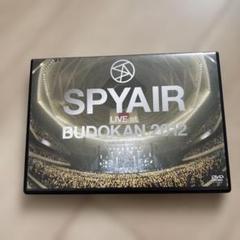 SPYAIR
LIVE at
BUDOKAN 2012
DVD